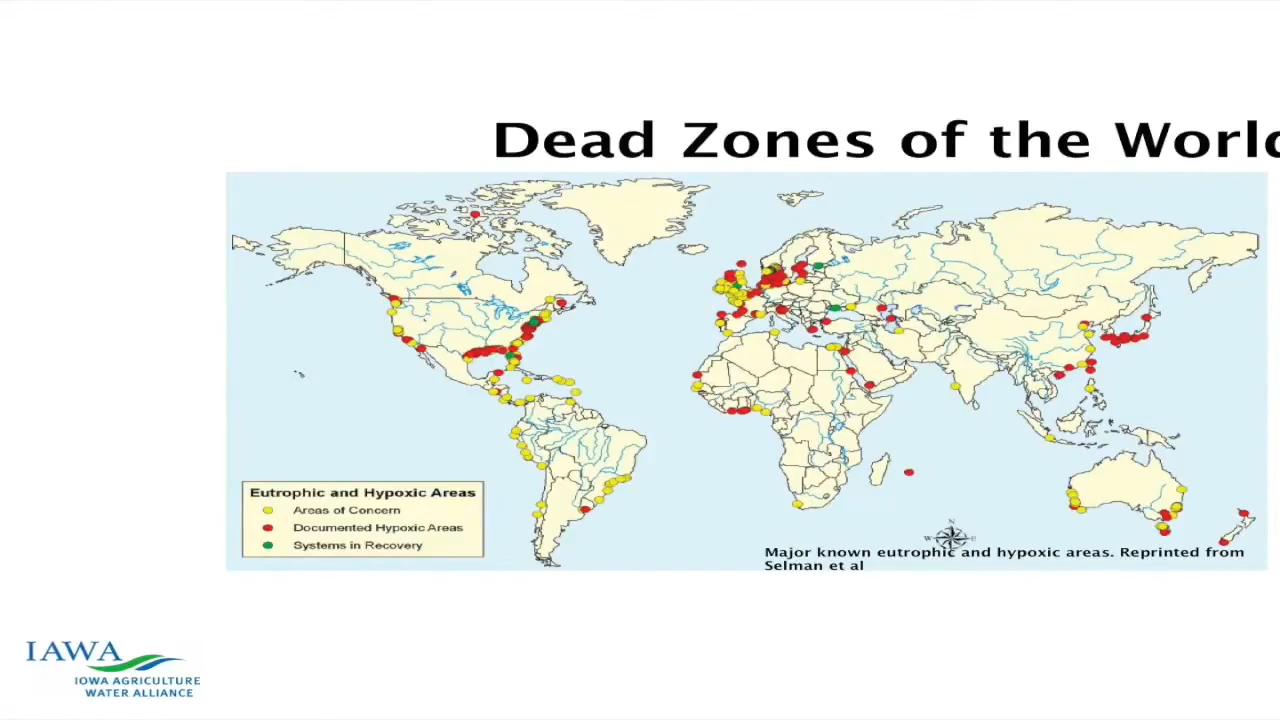 Dead Zones of the World
Eutrophic and Hypoxic Areas
Areas of Concern
Documented Hypoxic Areas
Systems in Recovery
N
W
E
Major known eutrophic and hypoxic areas. Reprinted from
Selman et al
IAWA
IOWA AGRICULTURE
WATER ALLIANCE